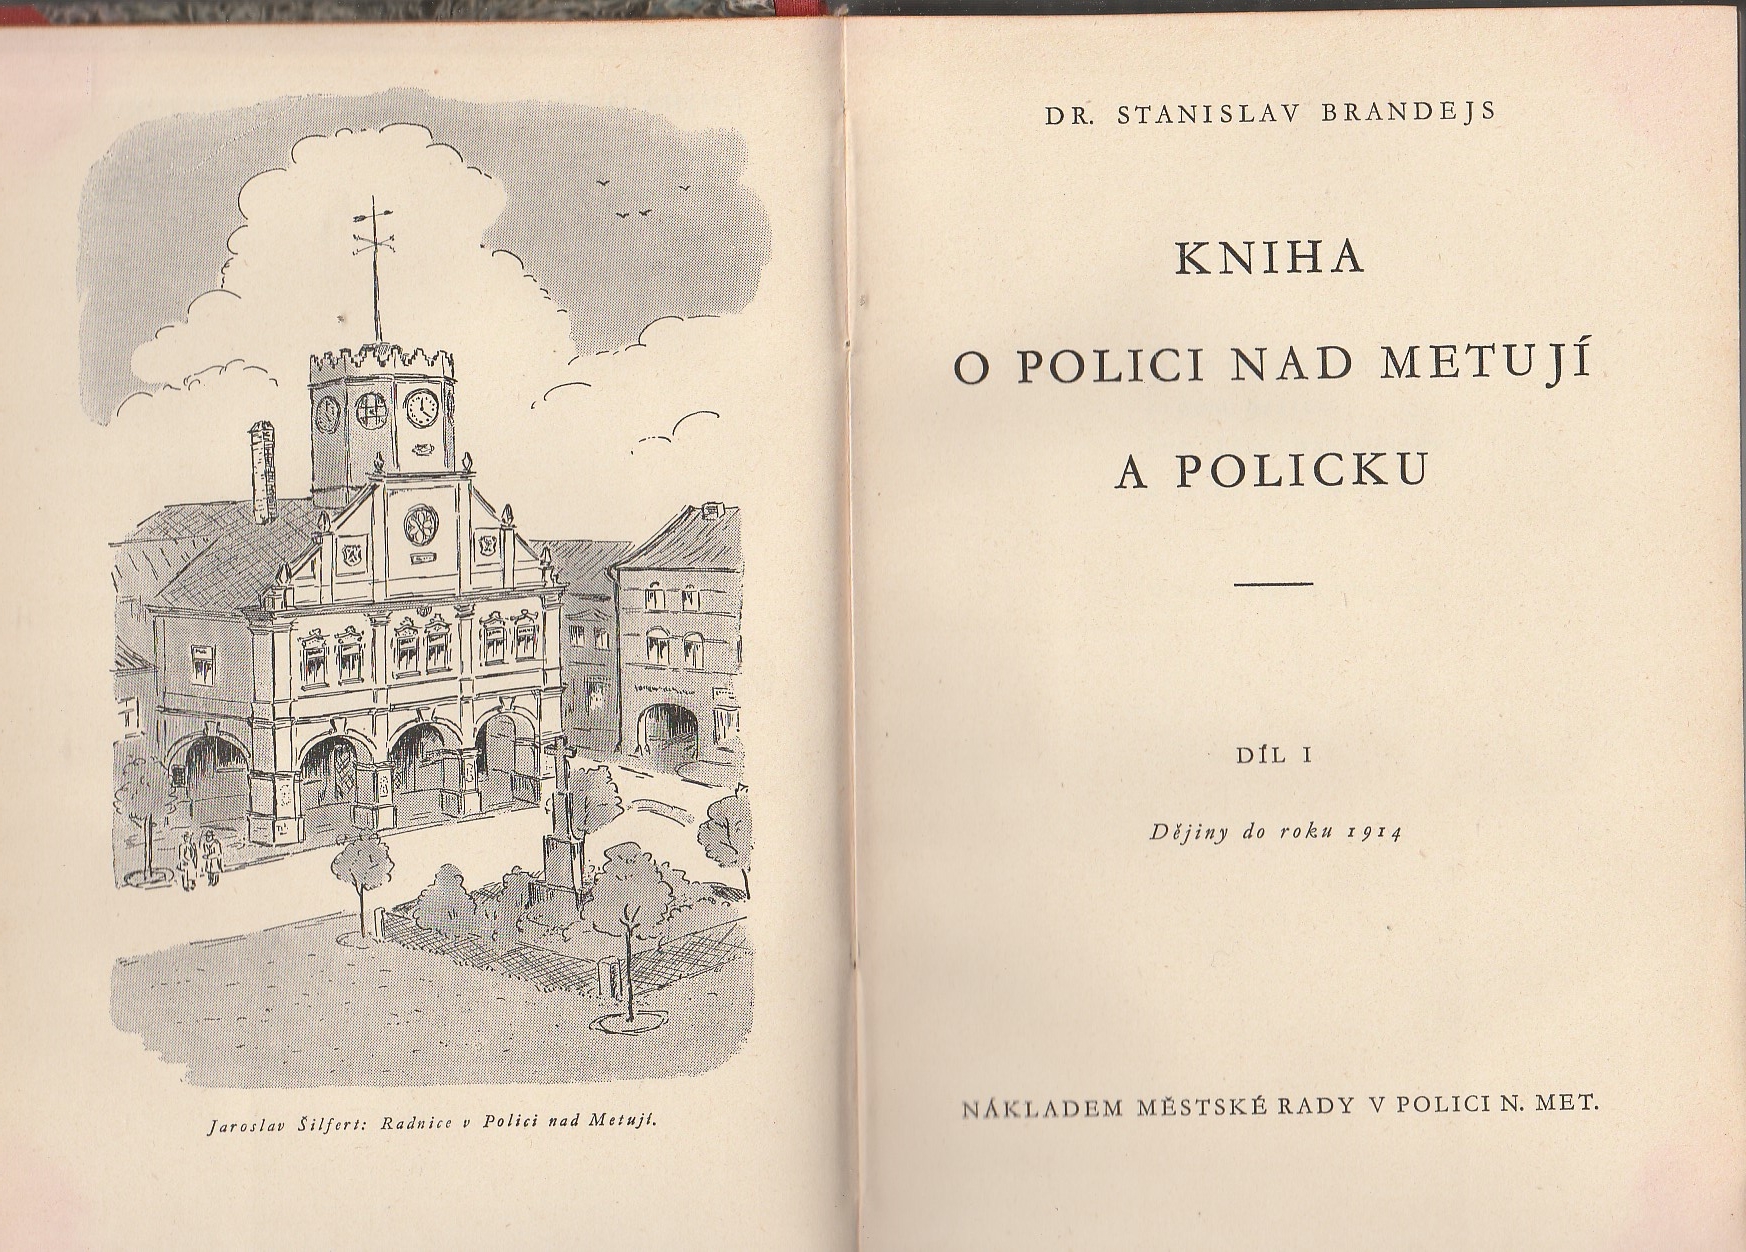 Jaroslav Šilfert: Radnice v Polici nad Metují.
DR. STANISLAV BRANDEJS
KNIHA
O POLICI NAD METUJÍ
A POLICKU
DÍL I
Dějiny do roku 1914
NÁKLADEM MĚSTSKÉ RADY V POLICI N. MET.